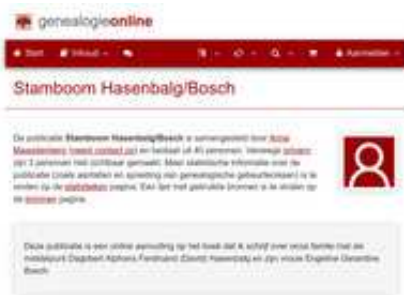 genealogieonline
Start Inhoud Aanmelden
Stamboom Hasenbalg/Bosch
De publicatie Stamboom Hasenbalg/Bosch is samengesteld door
(neem contact op) en bestaat uit 40 personen. Vanwege privacy
zijn 3 personen niet zichtbaar gemaakt. Meer statistische informatie over de
publicatie (zoals aantallen en spreiding van genealogische gebeurtenissen) is te
vinden op de statistieken pagina. Een lijst met gebruikte bronnen is te vinden op
de bronnen pagina.
Deze publicatie is een online aanvulling op het boek dat ik schrijf over onze familie met als
middelpunt Dagobert Alphons Ferdinand (David) Hasenbalg en zijn vrouw Engeline Gerardine
Bosch